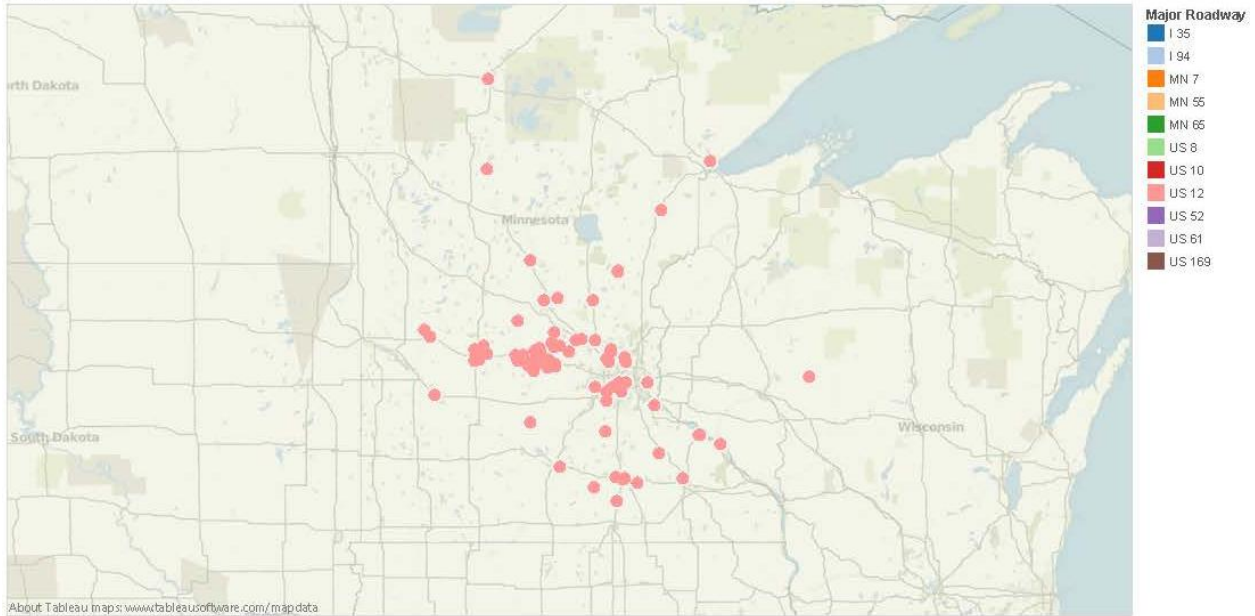 Major Roadway
I 35
I 94
MN 7
MN 55
MN 65
US 8
US 10
US 12
US 52
US 61
US 169
rth Dakota
Minnesota
Wisconsin
South Dakota
About Tableau maps: www.tableausoftware.com/mapdata